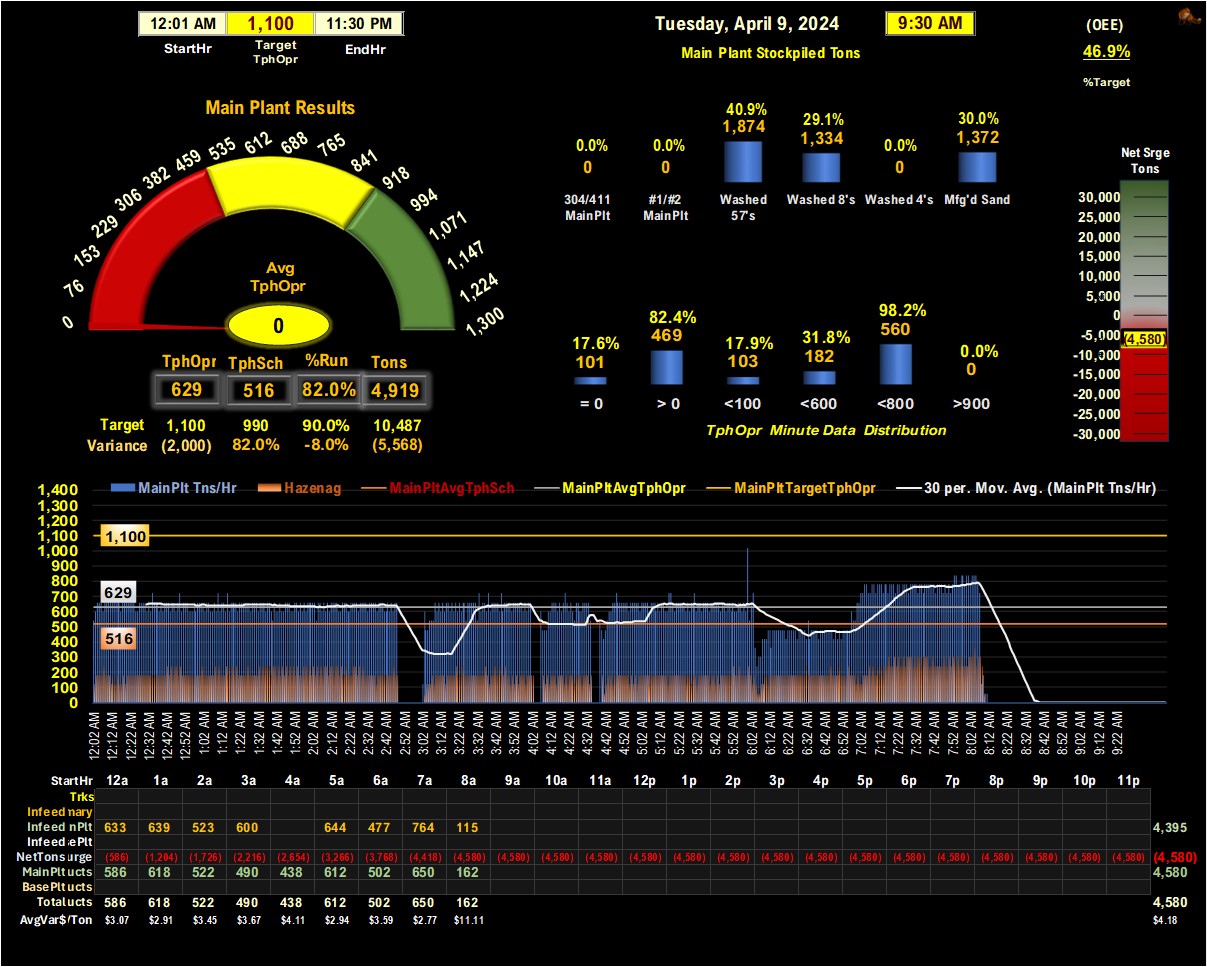 12:01 AM 1,100 11:30 PM
StartHr Target TphOpr EndHr
Tuesday, April 9, 2024 9:30 AM
Main Plant Stockpiled Tons
(OEE)
46.9%
%Target
Main Plant Results
0 76 153 229 306 382 459 535 612 688 765 841 918 994 1,071 1,147 1,224 1,300
Avg
TphOpr
0
TphOpr TphSch %Run Tons
629 516 82.0% 4,919
Target 1,100 990 90.0% 10,487
Variance (2,000) 82.0% -8.0% (5,568)
0.0% 0.0% 40.9% 29.1% 0.0% 30.0%
0 0 1,874 1,334 0 1,372
304/411 #1/#2 Washed Washed 8's Washed 4's Mfg'd Sand
MainPlt MainPlt 57's
17.6% 82.4% 17.9% 31.8% 98.2% 0.0%
101 469 103 182 560 0
= 0 > 0 <100 <600 <800 >900
TphOpr Minute Data Distribution
Net Srge
Tons
30,000
25,000
20,000
15,000
10,000
5,000
0
-5,000
(4,580)
-10,000
-15,000
-20,000
-25,000
-30,000
MainPlt Tns/Hr Hazenag MainPltAvgTphSch MainPltAvgTphOpr MainPltTargetTphOpr 30 per. Mov. Avg. (MainPlt Tns/Hr)
1,400
1,300
1,200
1,100
1,000
900
800
700
600
500
400
300
200
100
0
1,100
629
516
12:02 AM 12:12 AM 12:22 AM 12:32 AM 12:42 AM 12:52 AM 1:02 AM 1:12 AM 1:22 AM 1:32 AM 1:42 AM 1:52 AM 2:02 AM 2:12 AM 2:22 AM 2:32 AM 2:42 AM 2:52 AM 3:02 AM 3:12 AM 3:22 AM 3:32 AM 3:42 AM 3:52 AM 4:02 AM 4:12 AM 4:22 AM 4:32 AM 4:42 AM 4:52 AM 5:02 AM 5:12 AM 5:22 AM 5:32 AM 5:42 AM 5:52 AM 6:02 AM 6:12 AM 6:22 AM 6:32 AM 6:42 AM 6:52 AM 7:02 AM 7:12 AM 7:22 AM 7:32 AM 7:42 AM 7:52 AM 8:02 AM 8:12 AM 8:22 AM 8:32 AM 8:42 AM 8:52 AM 9:02 AM 9:12 AM 9:22 AM
StartHr 12a 1a 2a 3a 4a 5a 6a 7a 8a 9a 10a 11a 12p 1p 2p 3p 4p 5p 6p 7p 8p 9p 10p 11p
Trks
Infeed nary
Infeed nPlt 633 639 523 600 644 477 764 115 4,395
Infeed ePlt
NetTons urge (586) (1,204) (1,726) (2,216) (2,654) (3,266) (3,768) (4,418) (4,580) (4,580) (4,580) (4,580) (4,580) (4,580) (4,580) (4,580) (4,580) (4,580) (4,580) (4,580) (4,580) (4,580) (4,580) (4,580) (4,580)
MainPlt ucts 586 618 522 490 438 612 502 650 162 4,580
BasePlt ucts
Total ucts 586 618 522 490 438 612 502 650 162 4,580
AvgVar$/Ton $3.07 $2.91 $3.45 $3.67 $4.11 $2.94 $3.59 $2.77 $11.11 $4.18